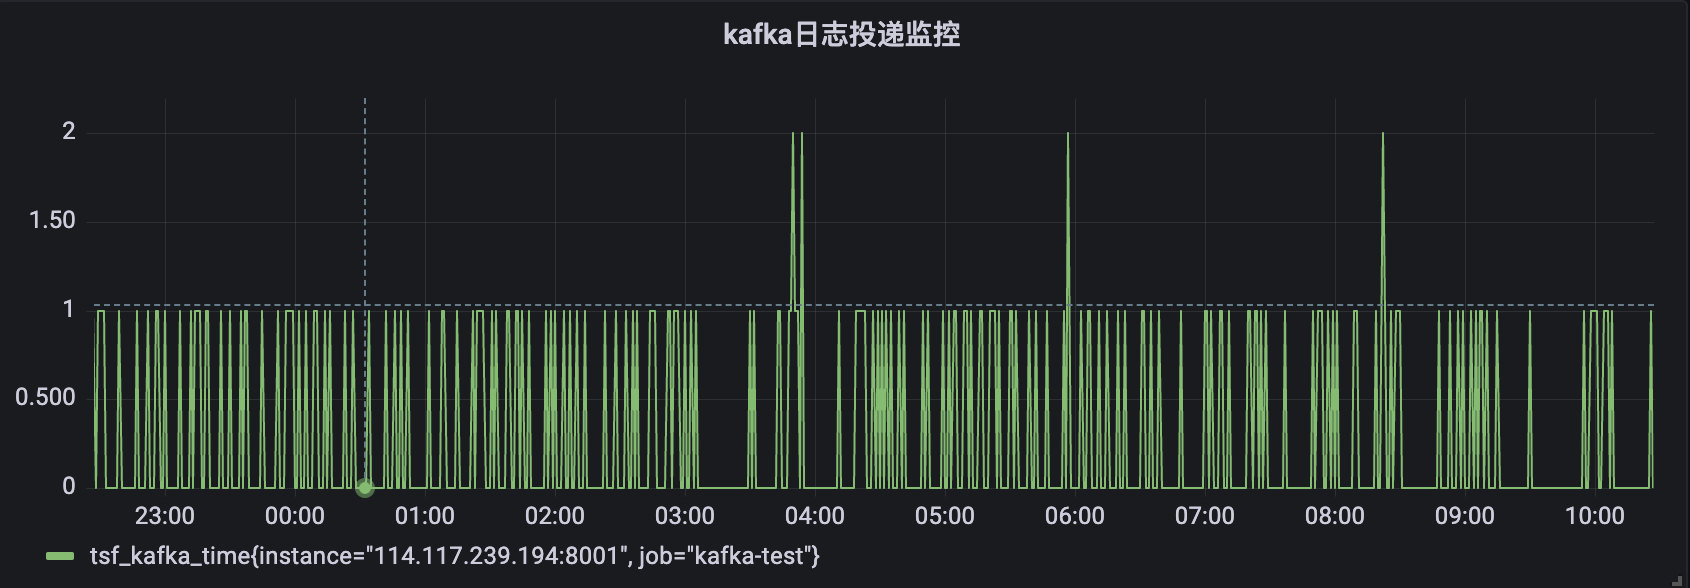 kafka日志投递监控
2
1.50
1
0.500
0
23:00 00:00 01:00 02:00 03:00 04:00 05:00 06:00 07:00 08:00 09:00 10:00
tsf_kafka_time{instance="114.117.239.194:8001", job="kafka-test"}